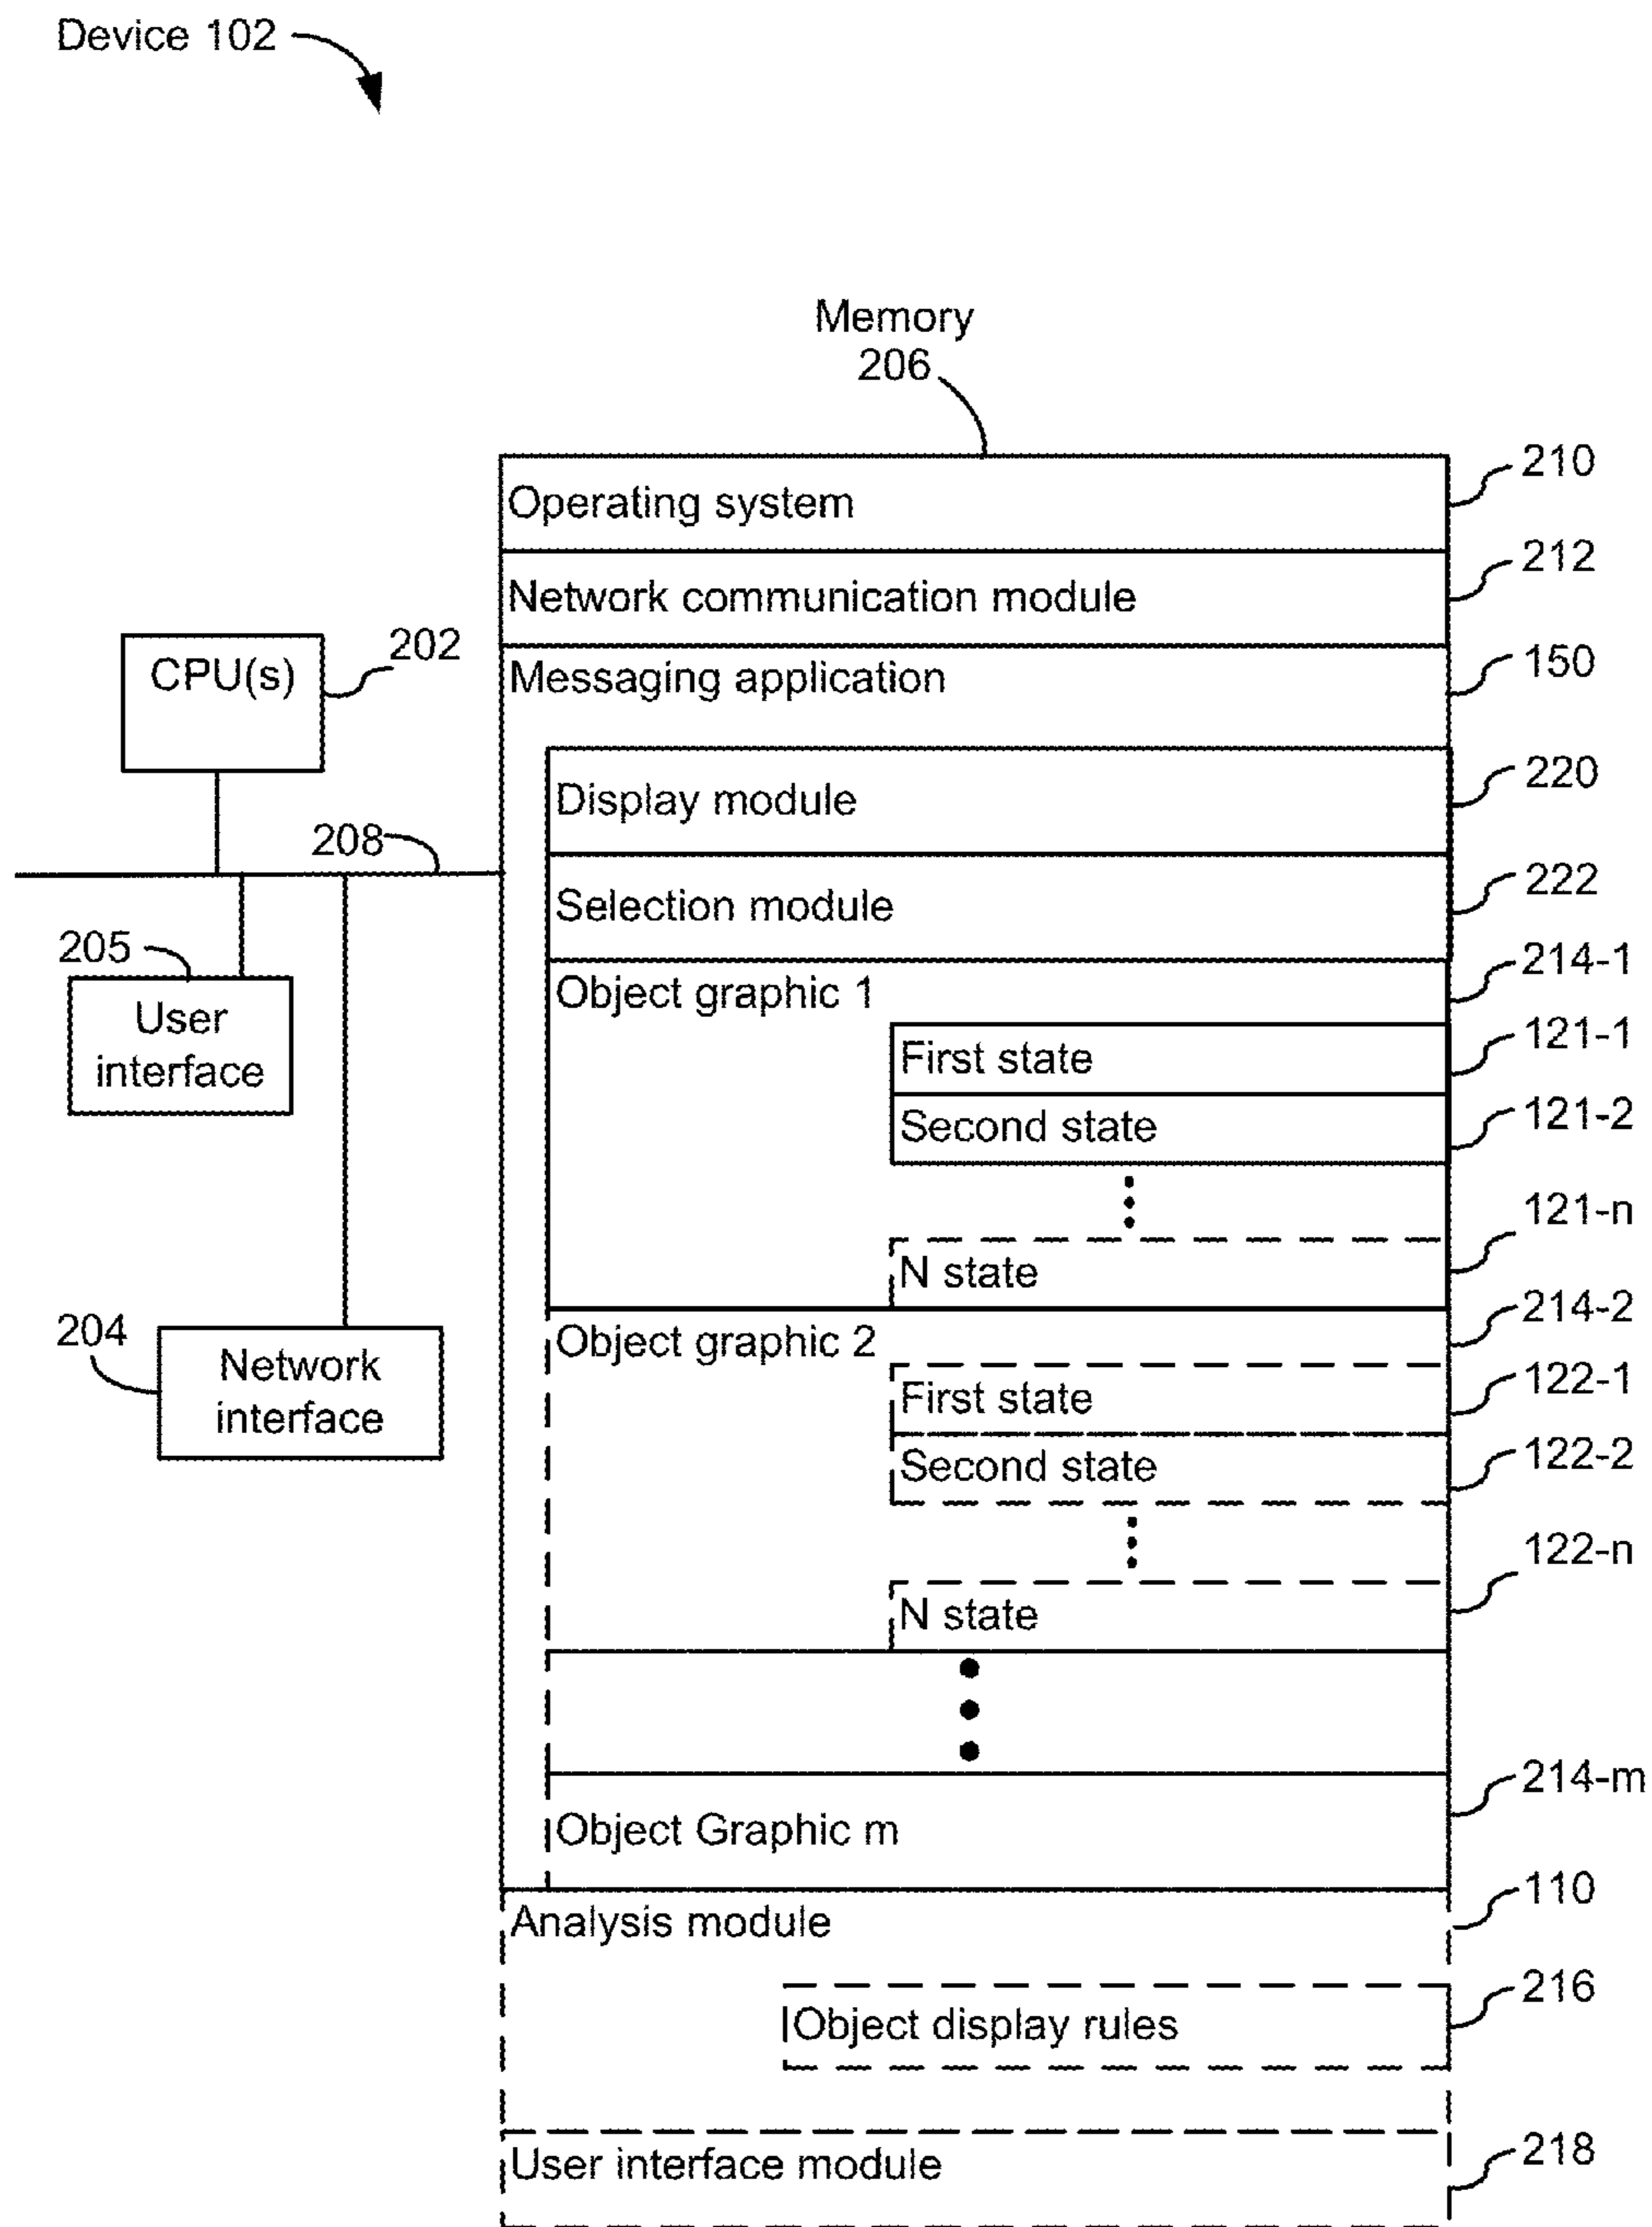 Device 102
Memory
206
Operating system
210
Network communication module
212
CPU(s)
202
Messaging application
150
Display module
220
208
Selection module
222
205
User
interface
Object graphic 1
214-1
First state
121-1
Second state
121-2
N state
121-n
204
Network
interface
Object graphic 2
214-2
First state
122-1
Second state
122-2
N state
122-n
Object Graphic m
214-m
Analysis module
110
Object display rules
216
User interface module
218